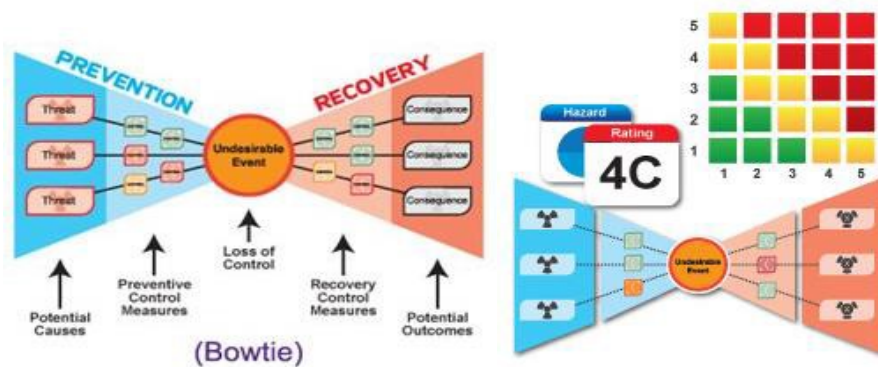 PREVENTION
RECOVERY
Threat
Threat
Threat
Undesirable
Event
Consequence
Consequence
Consequence
Potential
Causes
Preventive
Control
Measures
Loss of
Control
Recovery
Control
Measures
Potential
Outcomes
(Bowtie)
Hazard
Rating
4C
5
4
3
2
1
1 2 3 4 5
Undesirable
Event